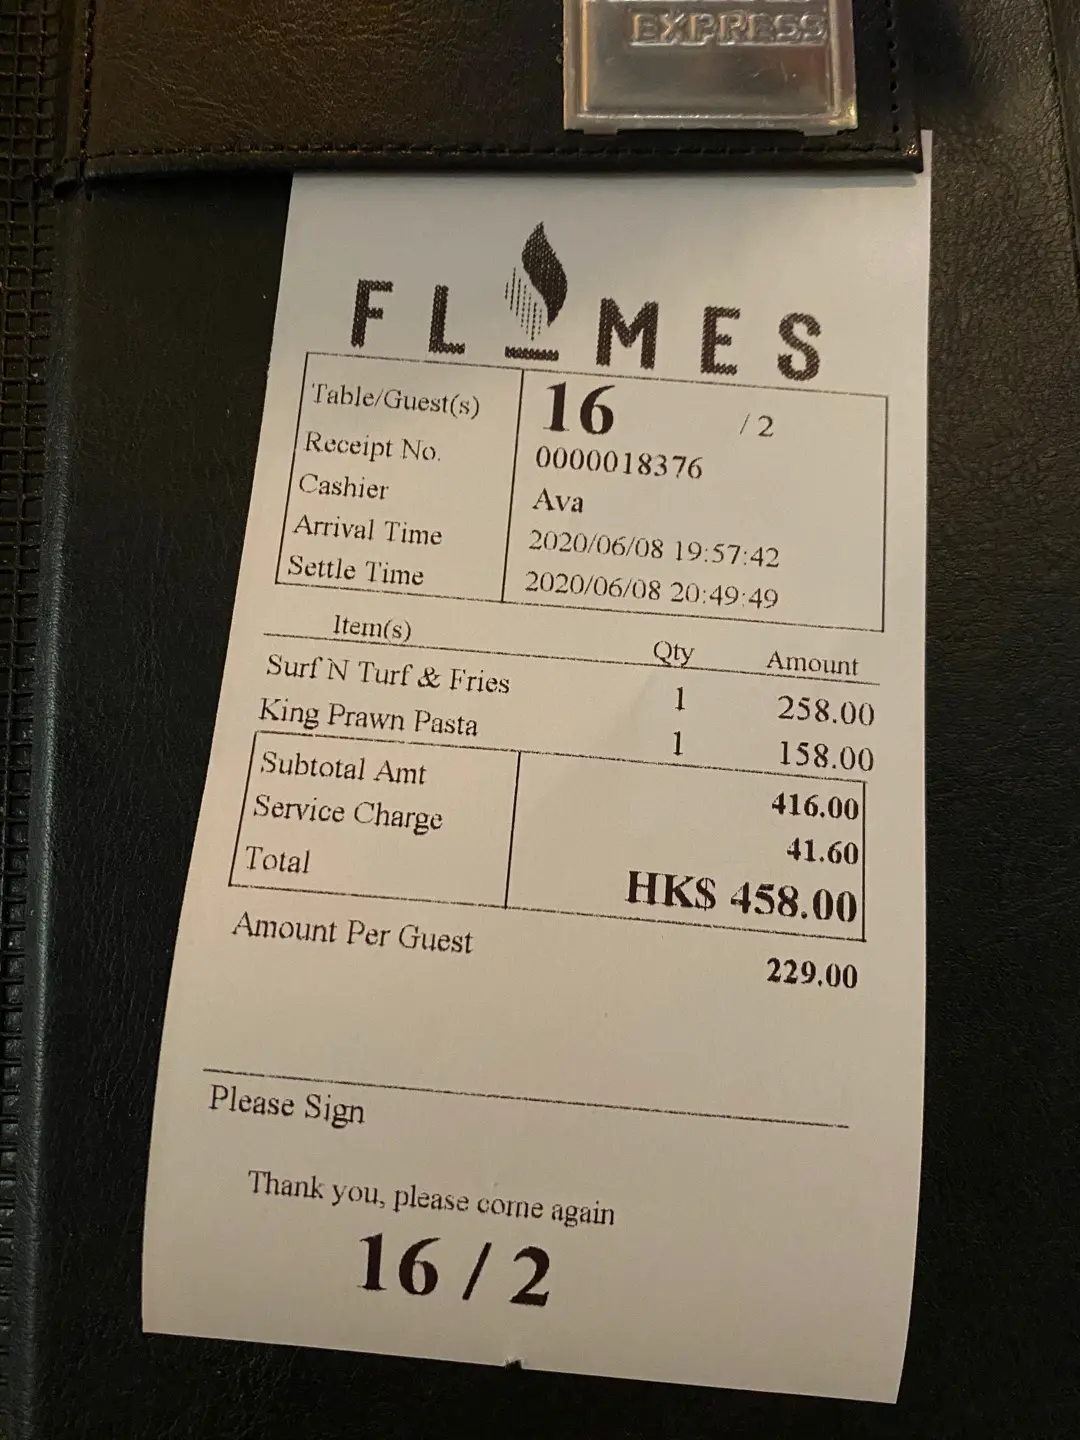 EXPRESS
FLAMES
Table/Guest(s) 16 / 2
Receipt No. 0000018376
Cashier Ava
Arrival Time 2020/06/08 19:57:42
Settle Time 2020/06/08 20:49:49
Item(s) Qty Amount
Surf N Turf & Fries 1 258.00
King Prawn Pasta 1 158.00
Subtotal Amt 416.00
Service Charge 41.60
Total HK$ 458.00
Amount Per Guest 229.00
Please Sign
Thank you, please come again
16 / 2